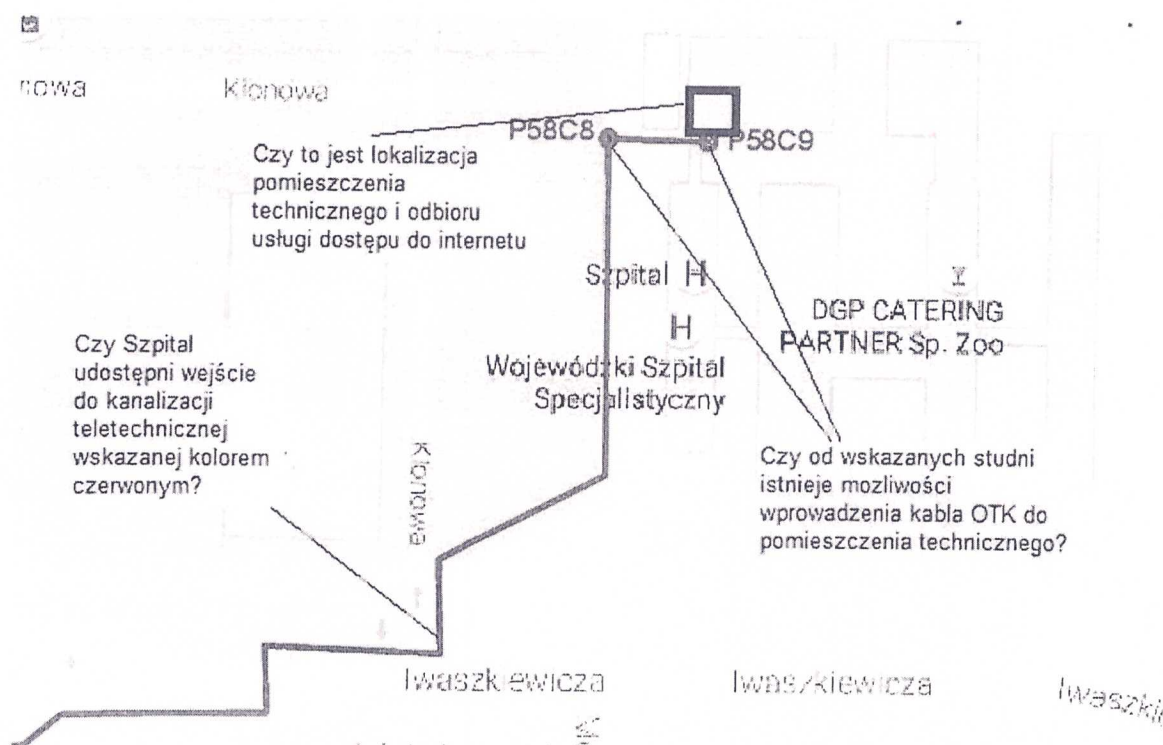 nowa
Klonowa
P58C8
P58C9
Czy to jest lokalizacja
pomieszczenia
technicznego i odbioru
usługi dostępu do internetu
Szpital H
H
DGP CATERING
PARTNER Sp. Zoo
Wojewódzki Szpital
Specjalistyczny
Czy Szpital
udostępni wejście
do kanalizacji
teletechnicznej
wskazanej kolorem
czerwonym?
Klonowa
Czy od wskazanych studni
istnieje mozliwości
wprowadzenia kabla OTK do
pomieszczenia technicznego?
Iwaszkiewicza
Iwaszkiewicza